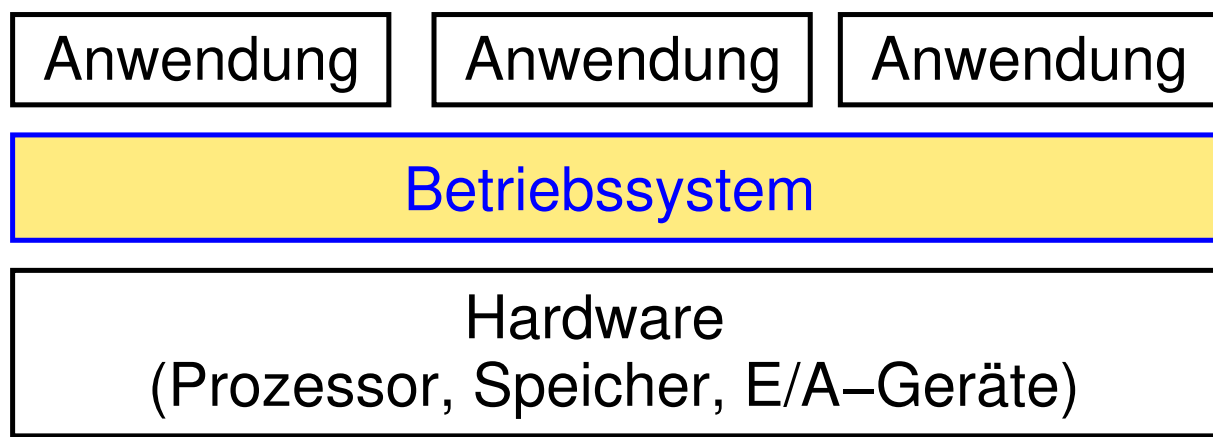 Anwendung Anwendung Anwendung
Betriebssystem
Hardware
(Prozessor, Speicher, E/A−Geräte)